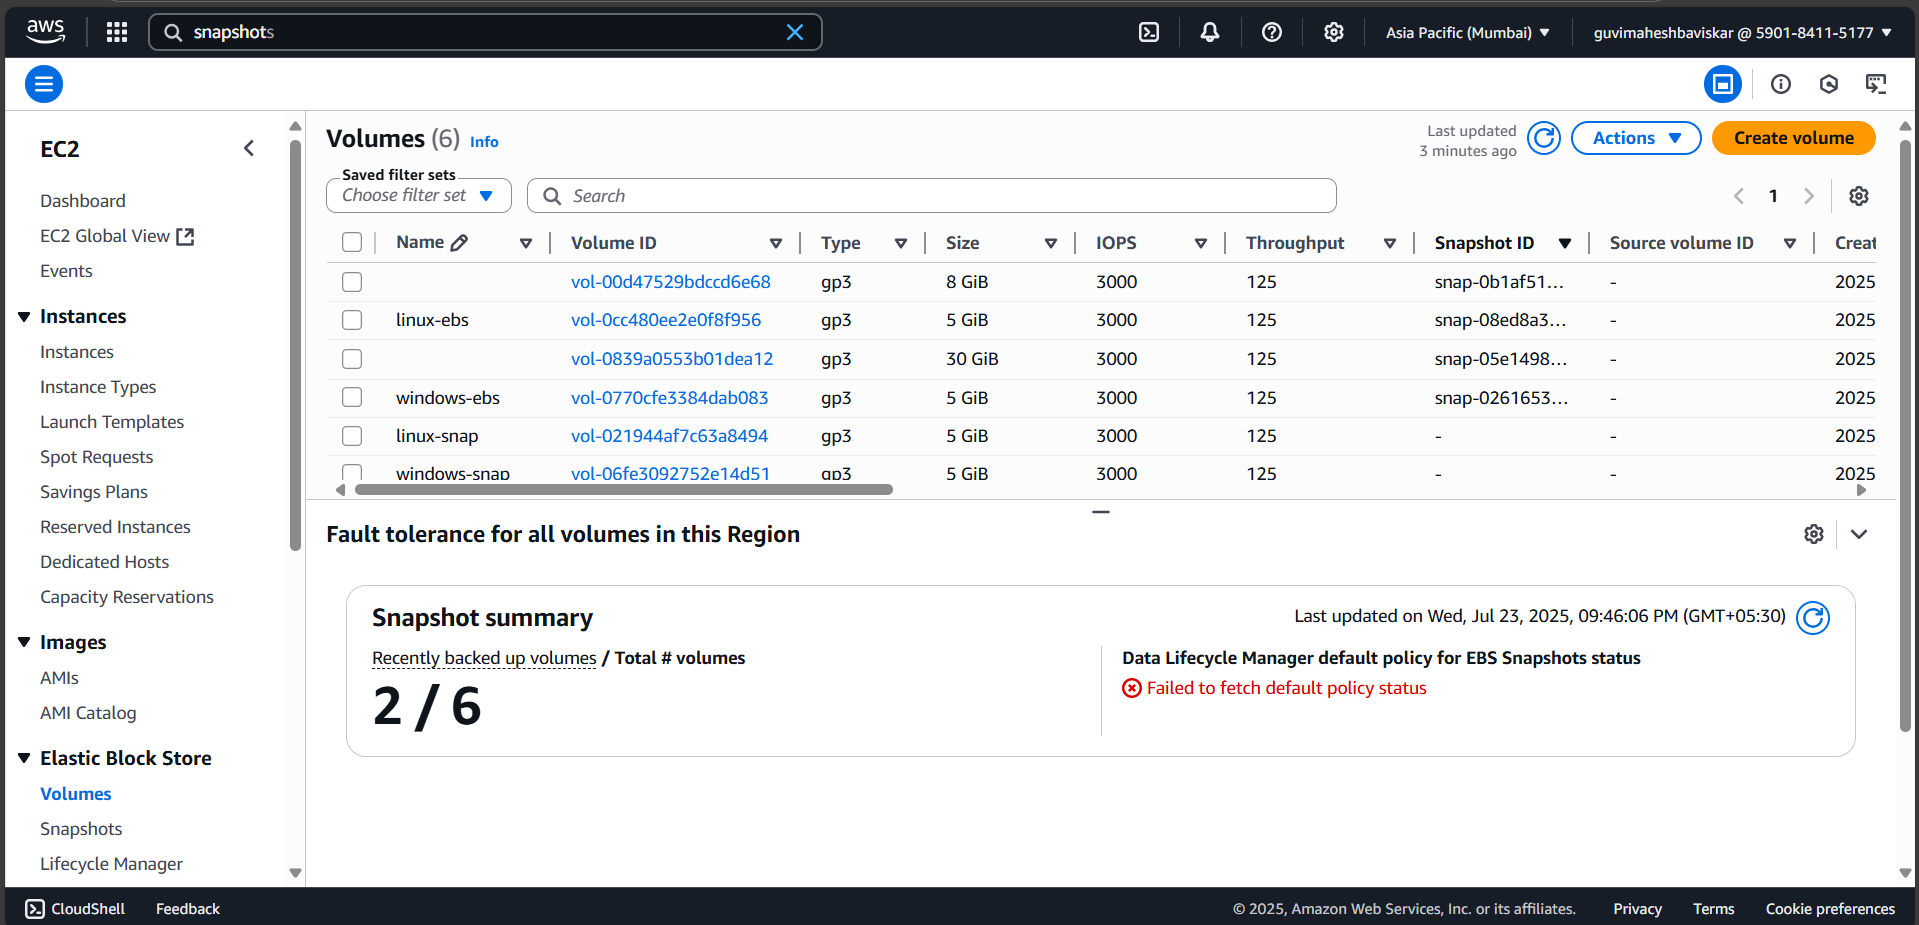 aws
snapshots
Asia Pacific (Mumbai)
guvimaheshbaviskar @ 5901-8411-5177
EC2
Dashboard
EC2 Global View
Events
Instances
Instances
Instance Types
Launch Templates
Spot Requests
Savings Plans
Reserved Instances
Dedicated Hosts
Capacity Reservations
Images
AMIs
AMI Catalog
Elastic Block Store
Volumes
Snapshots
Lifecycle Manager
Volumes (6) Info
Last updated
3 minutes ago
Actions
Create volume
Saved filter sets
Choose filter set
Search
1
Name Volume ID Type Size IOPS Throughput Snapshot ID Source volume ID Creat
vol-00d47529bdccd6e68 gp3 8 GiB 3000 125 snap-0b1af51... - 2025
linux-ebs vol-0cc480ee2e0f8f956 gp3 5 GiB 3000 125 snap-08ed8a3... - 2025
vol-0839a0553b01dea12 gp3 30 GiB 3000 125 snap-05e1498... - 2025
windows-ebs vol-0770cfe3384dab083 gp3 5 GiB 3000 125 snap-0261653... - 2025
linux-snap vol-021944af7c63a8494 gp3 5 GiB 3000 125 - - 2025
windows-snap vol-06fe3092752e14d51 gp3 5 GiB 3000 125 - - 2025
Fault tolerance for all volumes in this Region
Snapshot summary
Last updated on Wed, Jul 23, 2025, 09:46:06 PM (GMT+05:30)
Recently backed up volumes / Total # volumes
2 / 6
Data Lifecycle Manager default policy for EBS Snapshots status
Failed to fetch default policy status
CloudShell
Feedback
© 2025, Amazon Web Services, Inc. or its affiliates.
Privacy
Terms
Cookie preferences